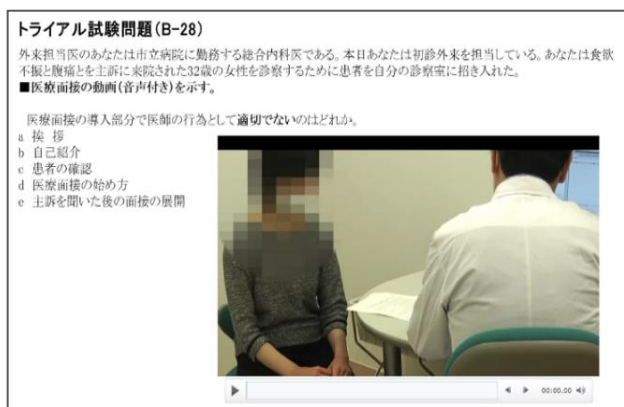 トライアル試験問題(B-28)
外来担当医のあなたは市立病院に勤務する総合内科医である。本日あなたは初診外来を担当している。あなたは食欲
不振と腹痛とを主訴に来院された32歳の女性を診察するために患者を自分の診察室に招き入れた。
■医療面接の動画(音声付き)を示す。
医療面接の導入部分で医師の行為として適切でないのはどれか。
a 挨 拶
b 自己紹介
c 患者の確認
d 医療面接の始め方
e 主訴を聞いた後の面接の展開
00:00.00